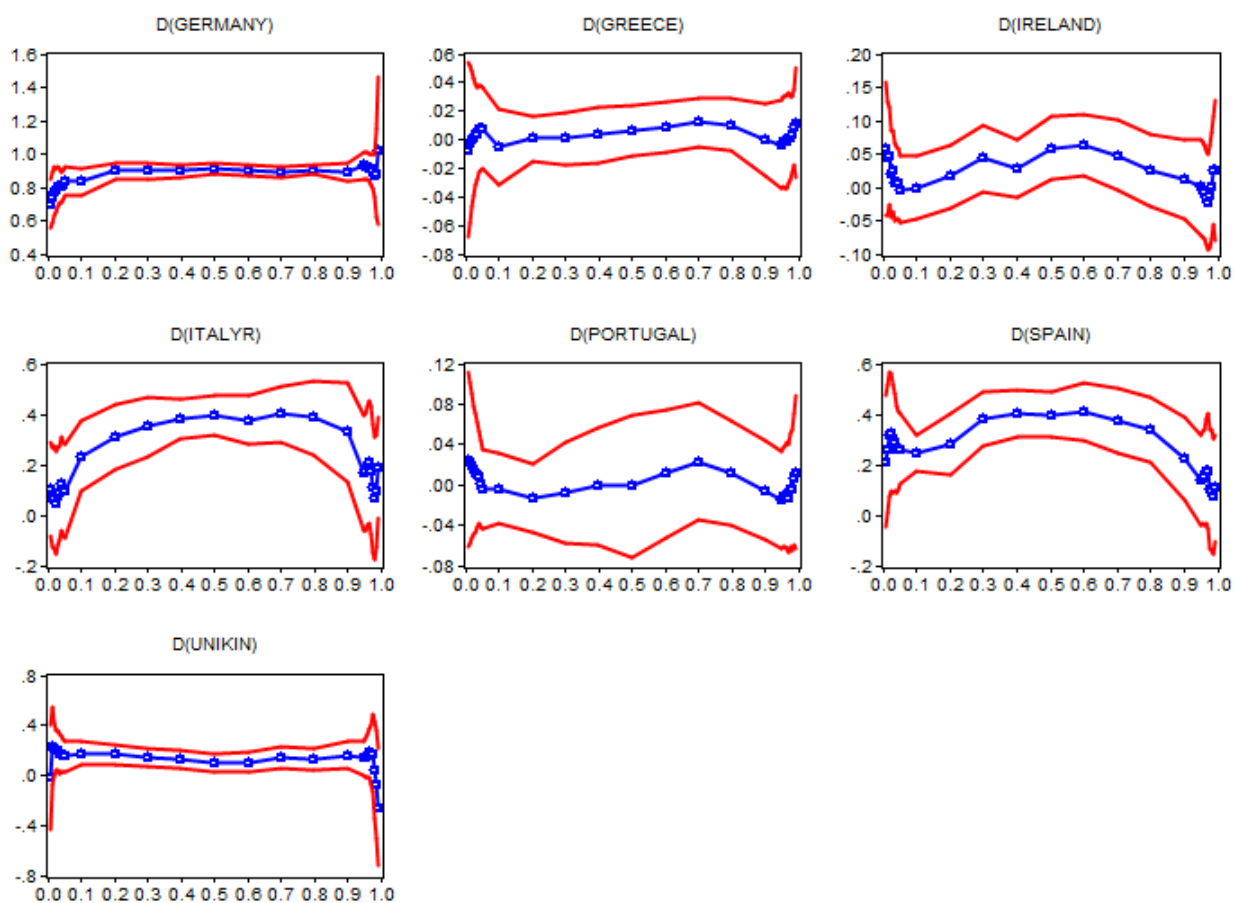 D(GERMANY) D(GREECE) D(IRELAND)
1.6 .06 .20
1.4 .04 .15
1.2 .02 .10
1.0 .00 .05
0.8 -.02 .00
0.6 -.04 -.05
-.06
0.4 -.08 -.10
0.0 0.1 0.2 0.3 0.4 0.5 0.6 0.7 0.8 0.9 1.0 0.0 0.1 0.2 0.3 0.4 0.5 0.6 0.7 0.8 0.9 1.0 0.0 0.1 0.2 0.3 0.4 0.5 0.6 0.7 0.8 0.9 1.0
D(ITALYR) D(PORTUGAL) D(SPAIN)
.6 .12 .6
.4 .08 .4
.04
.2 .00 .2
.0 -.04 .0
-.2 -.08 -.2
0.0 0.1 0.2 0.3 0.4 0.5 0.6 0.7 0.8 0.9 1.0 0.0 0.1 0.2 0.3 0.4 0.5 0.6 0.7 0.8 0.9 1.0 0.0 0.1 0.2 0.3 0.4 0.5 0.6 0.7 0.8 0.9 1.0
D(UNIKIN)
.8
.4
.0
-.4
-.8
0.0 0.1 0.2 0.3 0.4 0.5 0.6 0.7 0.8 0.9 1.0